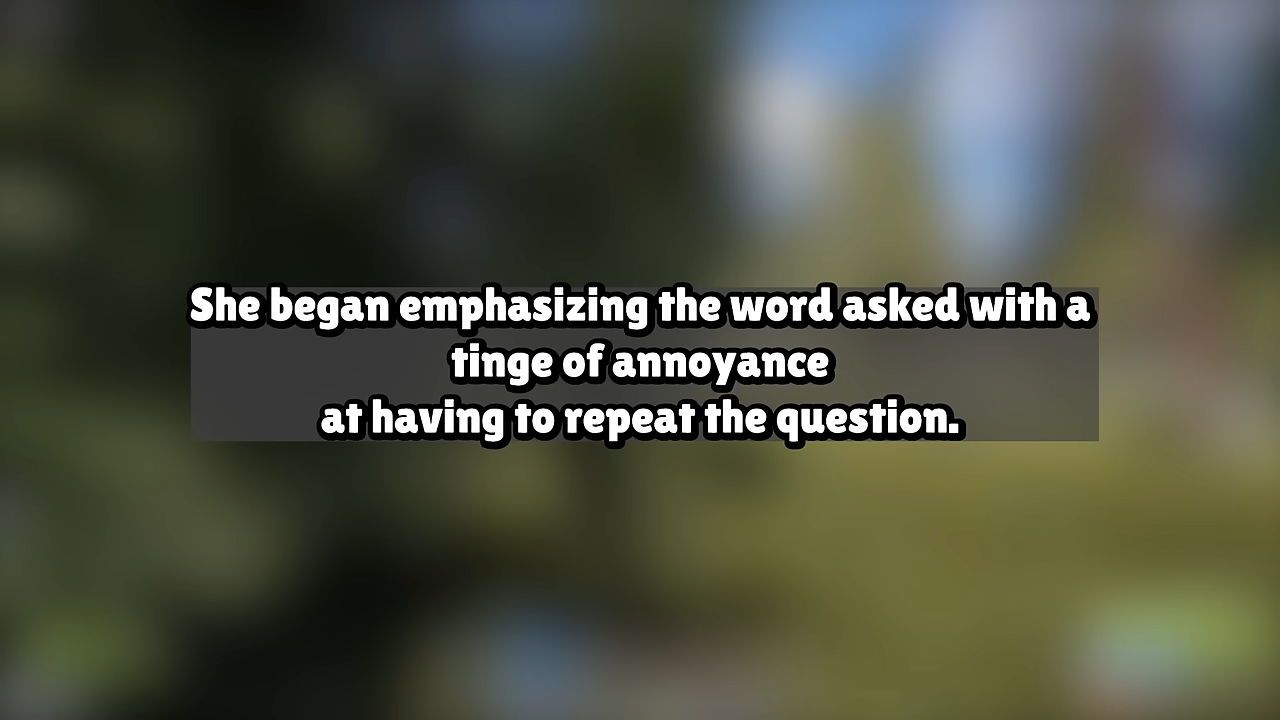 She began emphasizing the word asked with a
tinge of annoyance
at having to repeat the question.